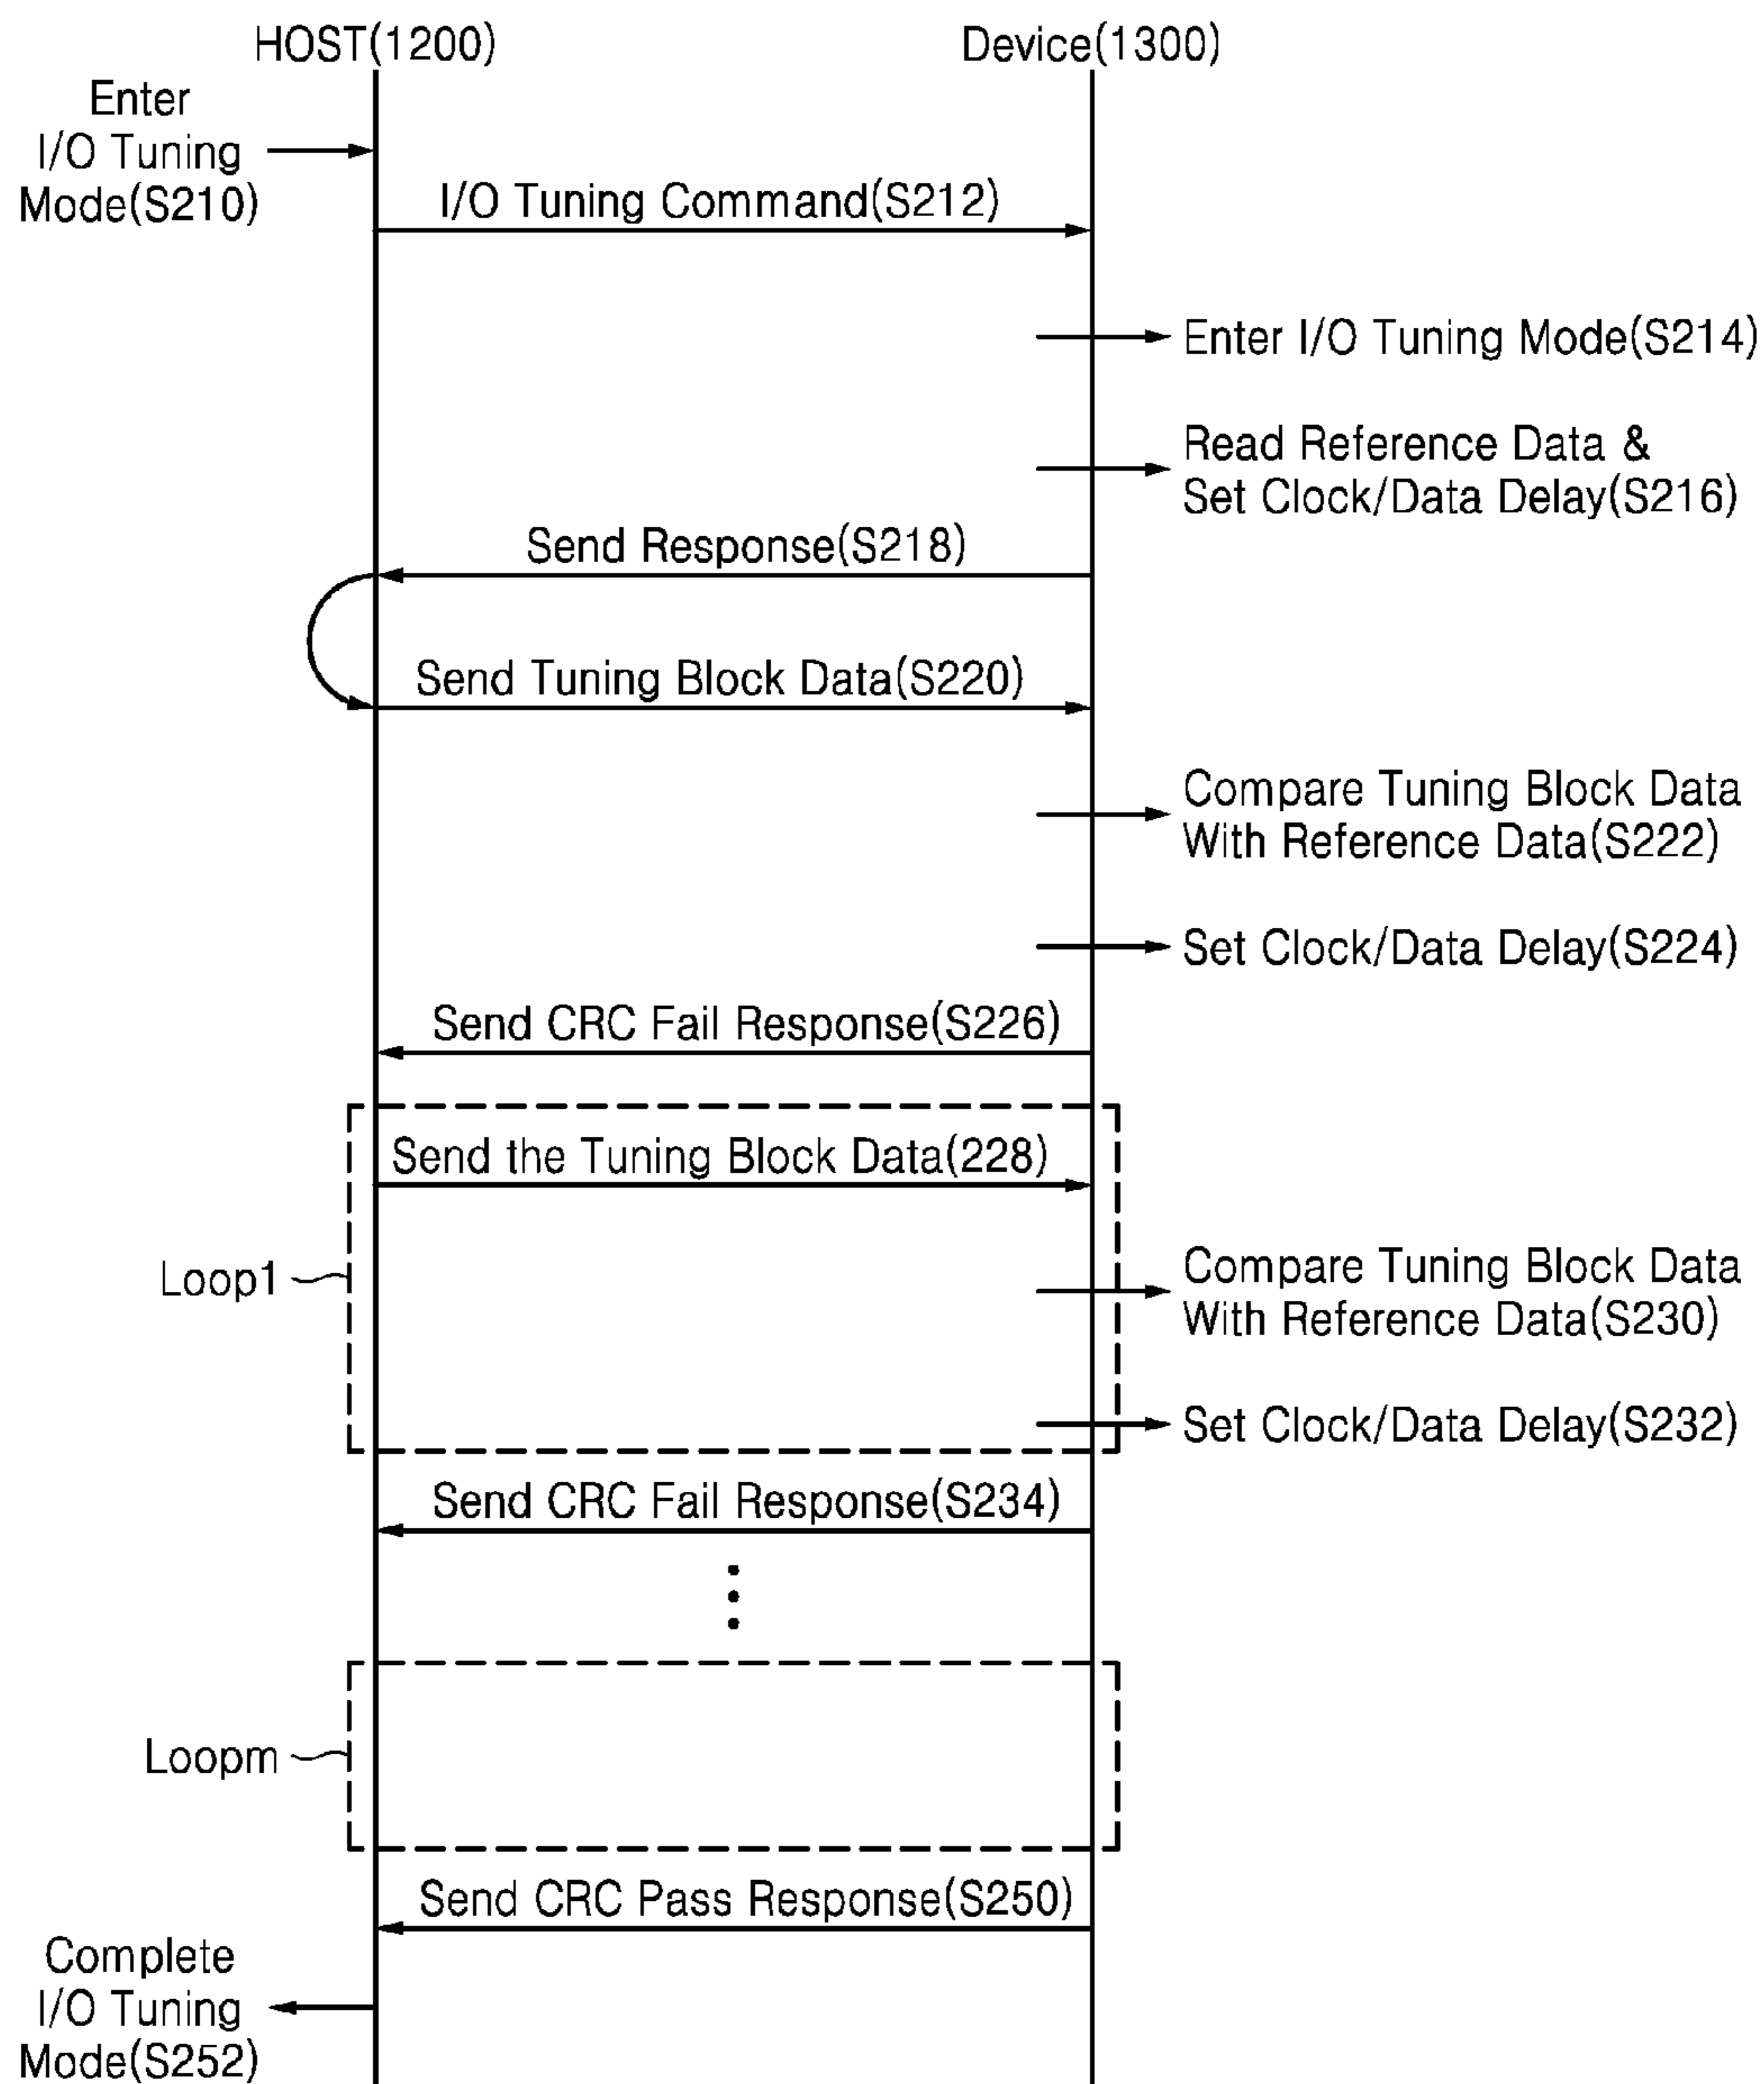 HOST(1200)
Device(1300)
Enter
I/O Tuning
Mode(S210)
I/O Tuning Command(S212)
Enter I/O Tuning Mode(S214)
Read Reference Data &
Set Clock/Data Delay(S216)
Send Response(S218)
Send Tuning Block Data(S220)
Compare Tuning Block Data
With Reference Data(S222)
Set Clock/Data Delay(S224)
Send CRC Fail Response(S226)
Send the Tuning Block Data(228)
Loop1
Compare Tuning Block Data
With Reference Data(S230)
Set Clock/Data Delay(S232)
Send CRC Fail Response(S234)
Loopm
Send CRC Pass Response(S250)
Complete
I/O Tuning
Mode(S252)